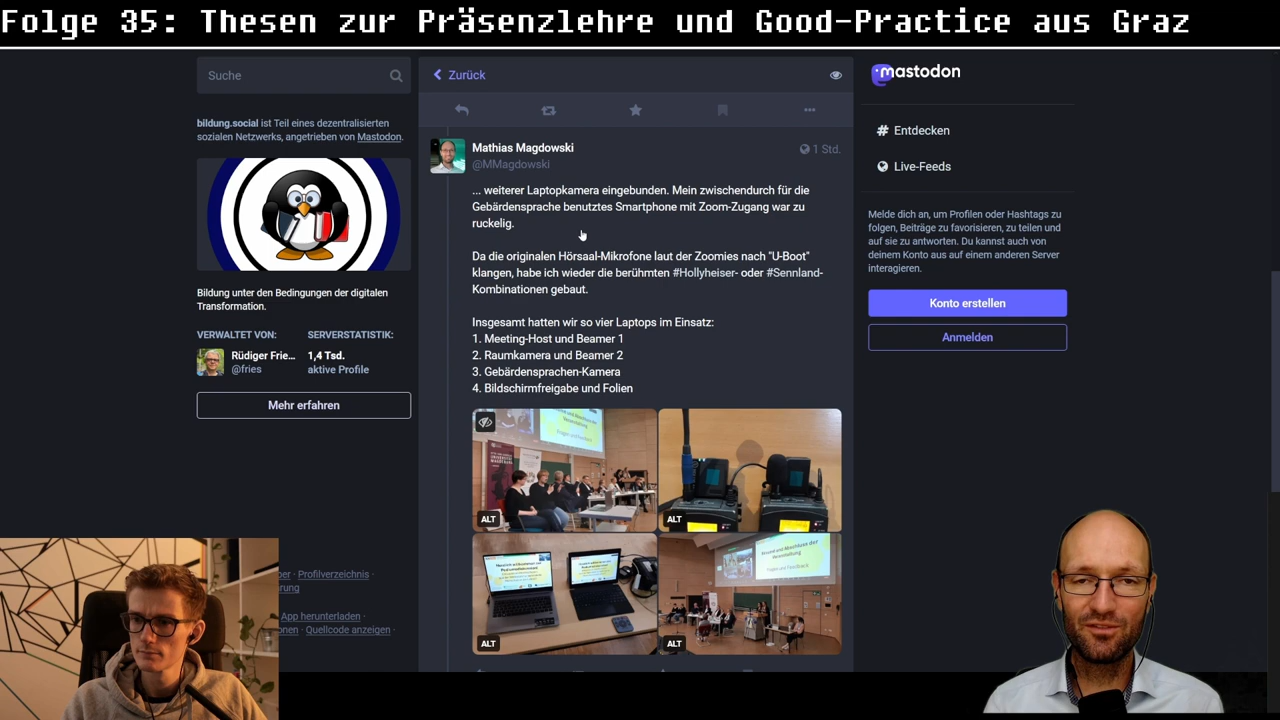 Folge 35: Thesen zur Präsenzlehre und Good-Practice aus Graz
Suche
bildung.social ist Teil eines dezentralisierten
sozialen Netzwerks, angetrieben von Mastodon.
Bildung unter den Bedingungen der digitalen
Transformation.
VERWALTET VON:
SERVERSTATISTIK:
Rüdiger Frie...
@fries
1,4 Tsd.
aktive Profile
Mehr erfahren
· Profilverzeichnis ·
App herunterladen ·
· Quellcode anzeigen ·
Zurück
Mathias Magdowski
@MMagdowski
1 Std.
... weiterer Laptopkamera eingebunden. Mein zwischendurch für die
Gebärdensprache benutztes Smartphone mit Zoom-Zugang war zu
ruckelig.
Da die originalen Hörsaal-Mikrofone laut der Zoomies nach "U-Boot"
klangen, habe ich wieder die berühmten #Hollyheiser- oder #Sennland-
Kombinationen gebaut.
Insgesamt hatten wir so vier Laptops im Einsatz:
1. Meeting-Host und Beamer 1
2. Raumkamera und Beamer 2
3. Gebärdensprachen-Kamera
4. Bildschirmfreigabe und Folien
ALT
ALT
ALT
ALT
mastodon
# Entdecken
Live-Feeds
Melde dich an, um Profilen oder Hashtags zu
folgen, Beiträge zu favorisieren, zu teilen und
auf sie zu antworten. Du kannst auch von
deinem Konto aus auf einem anderen Server
interagieren.
Konto erstellen
Anmelden